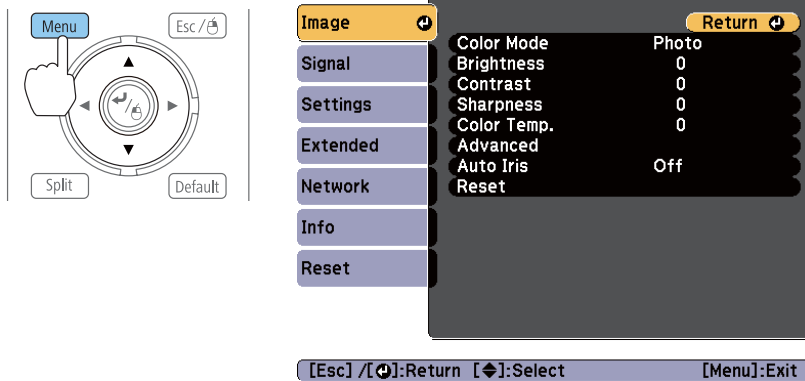 Menu
Esc /
Split
Default
Image
Signal
Settings
Extended
Network
Info
Reset
Return
Color Mode Photo
Brightness 0
Contrast 0
Sharpness 0
Color Temp. 0
Advanced
Auto Iris Off
Reset
[Esc] /[ ]:Return [ ]:Select [Menu]:Exit